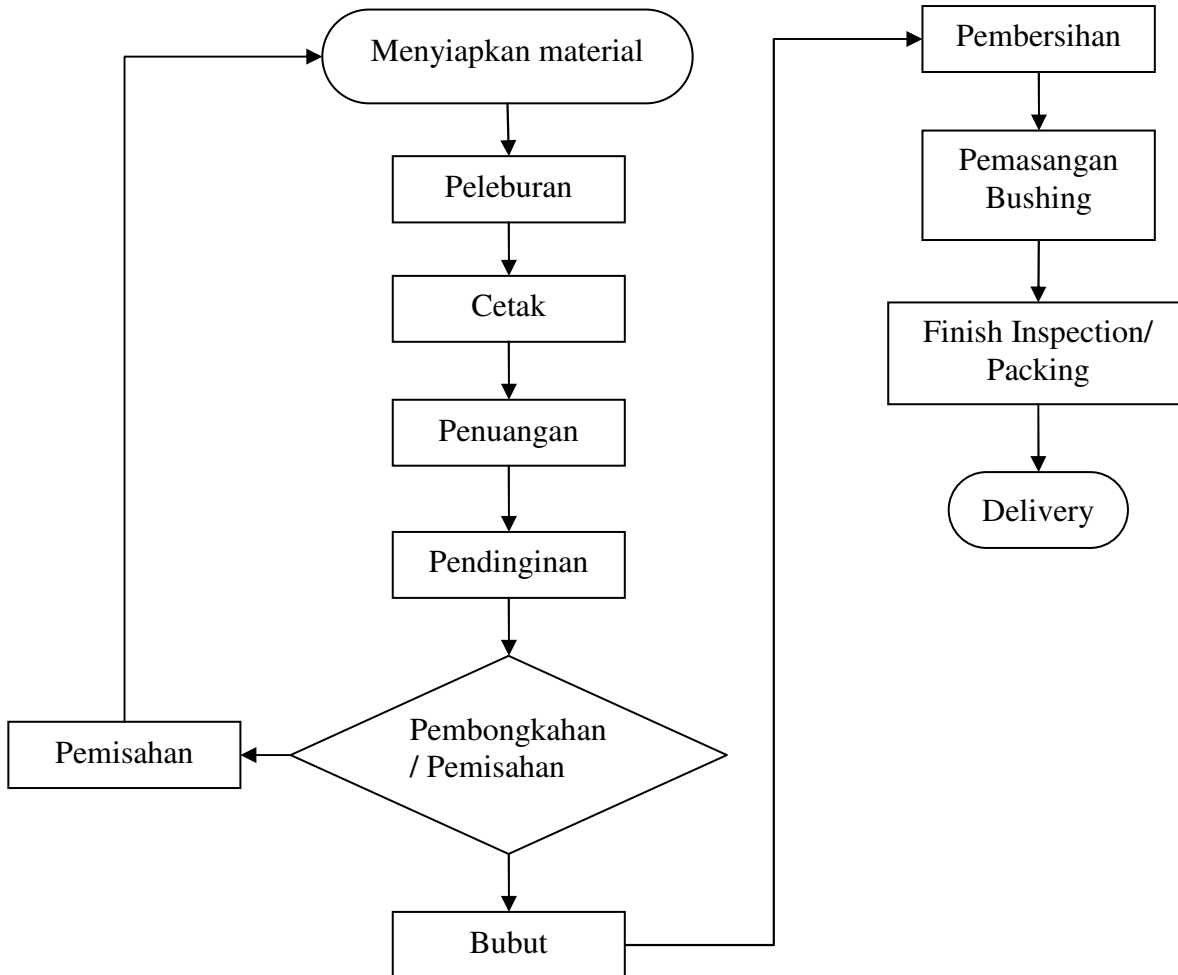 Menyiapkan material
Peleburan
Cetak
Penuangan
Pendinginan
Pembongkahan
/ Pemisahan
Pemisahan
Bubut
Pembersihan
Pemasangan
Bushing
Finish Inspection/
Packing
Delivery